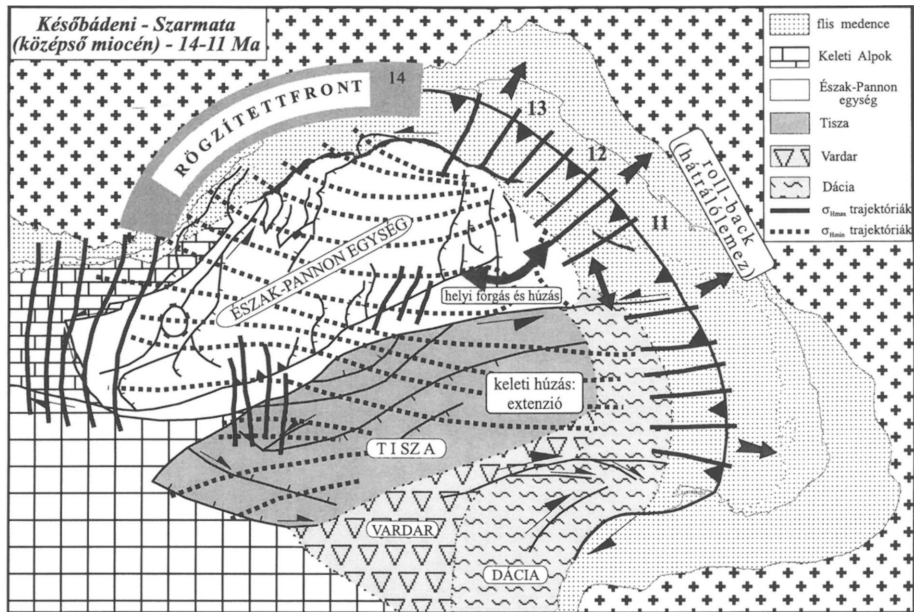 Későbádeni - Szarmata
(középső miocén) - 14-11 Ma
RÖGZÍTETTFRONT
14
13
12
11
roll-back
(hátrálólemez)
ÉSZAK-PANNON EGYSÉG
helyi forgás és húzás
keleti húzás:
extenzió
TISZA
VARDAR
DÁCIA
flis medence
Keleti Alpok
Észak-Pannon
egység
Tisza
Vardar
Dácia
σHmax trajektóriák
σHmin trajektóriák